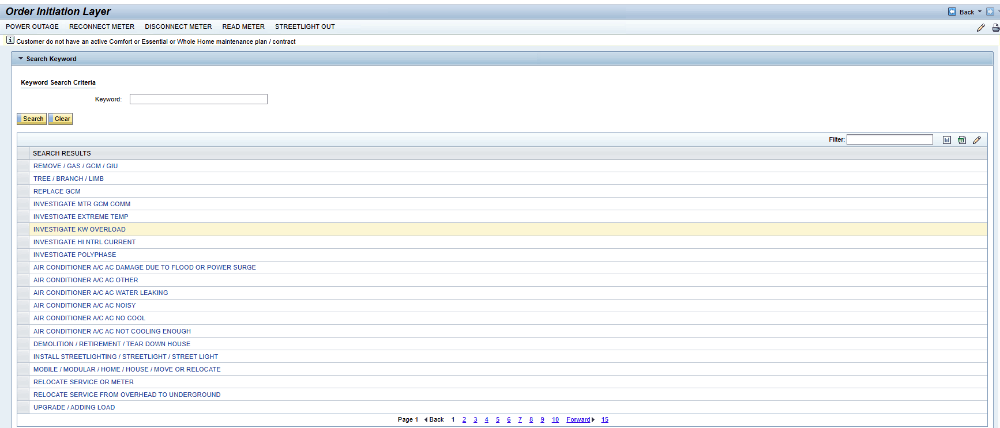 Order Initiation Layer
Back
POWER OUTAGE RECONNECT METER DISCONNECT METER READ METER STREETLIGHT OUT
Customer do not have an active Comfort or Essential or Whole Home maintenance plan / contract
Search Keyword
Keyword Search Criteria
Keyword:
Search Clear
Filter:
SEARCH RESULTS
REMOVE / GAS / GCM / GIU
TREE / BRANCH / LIMB
REPLACE GCM
INVESTIGATE MTR GCM COMM
INVESTIGATE EXTREME TEMP
INVESTIGATE KW OVERLOAD
INVESTIGATE HI NTRL CURRENT
INVESTIGATE POLYPHASE
AIR CONDITIONER A/C AC DAMAGE DUE TO FLOOD OR POWER SURGE
AIR CONDITIONER A/C AC OTHER
AIR CONDITIONER A/C AC WATER LEAKING
AIR CONDITIONER A/C AC NOISY
AIR CONDITIONER A/C AC NO COOL
AIR CONDITIONER A/C AC NOT COOLING ENOUGH
DEMOLITION / RETIREMENT / TEAR DOWN HOUSE
INSTALL STREETLIGHTING / STREETLIGHT / STREET LIGHT
MOBILE / MODULAR / HOME / HOUSE / MOVE OR RELOCATE
RELOCATE SERVICE OR METER
RELOCATE SERVICE FROM OVERHEAD TO UNDERGROUND
UPGRADE / ADDING LOAD
Page 1 Back 1 2 3 4 5 6 7 8 9 10 Forward 15